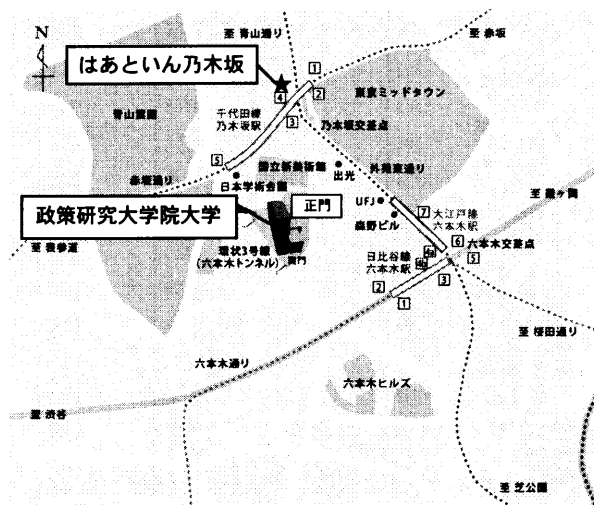 N
至 青山通り
至 赤坂
はあといん乃木坂
1
2
3
4
5
東京ミッドタウン
青山霊園
千代田線
乃木坂駅
乃木坂交差点
国立新美術館
出光
外苑東通り
赤坂通り
日本学術会議
正門
UFJ
至 霞ヶ関
政策研究大学院大学
麻野ビル
7
大江戸線
六本木駅
6
六本木交差点
5
至 表参道
環状3号線
(六本木トンネル)
日比谷線
六本木駅
4a
4b
3
2
1
至 桜田通り
六本木通り
六本木ヒルズ
至 渋谷
至 芝公園